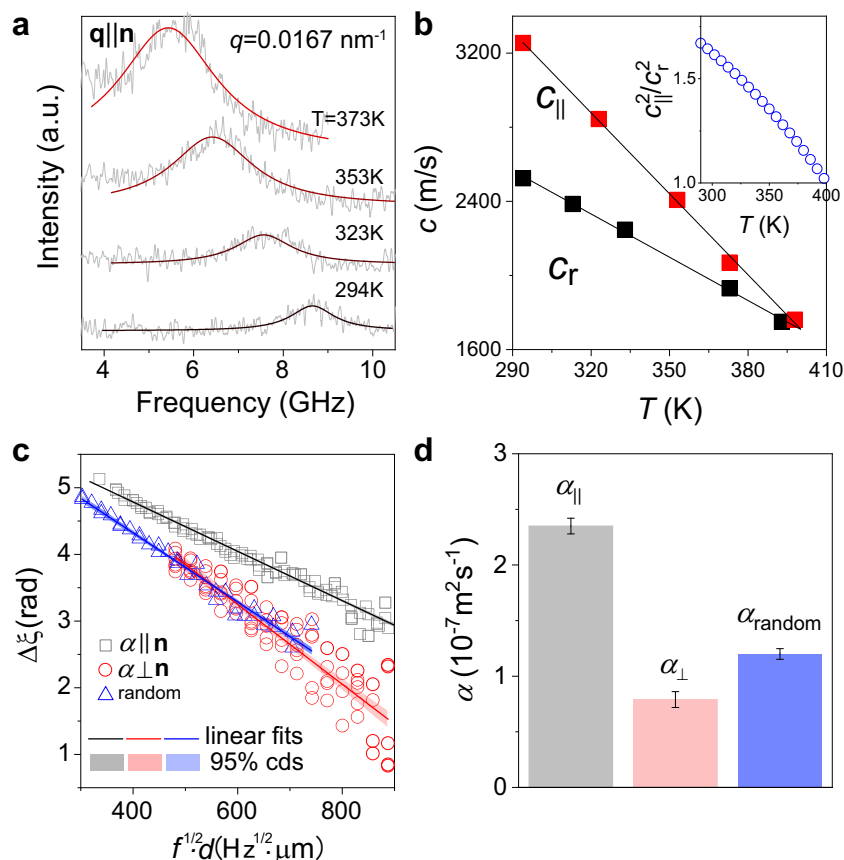 a
q||n
q=0.0167 nm⁻¹
T=373K
353K
323K
294K
Intensity (a.u.)
4 6 8 10
Frequency (GHz)
b
3200
2400
1600
c (m/s)
c||
cᵣ
290 320 350 380 410
T (K)
1.5
1.0
c||²/cᵣ²
300 350 400
T (K)
c
5
4
3
2
1
Δξ(rad)
α||n
α⊥n
random
linear fits
95% cds
400 600 800
f^1/2·d(Hz^1/2·μm)
d
3
2
1
0
α (10⁻⁷m²s⁻¹)
α||
α⊥
α_random